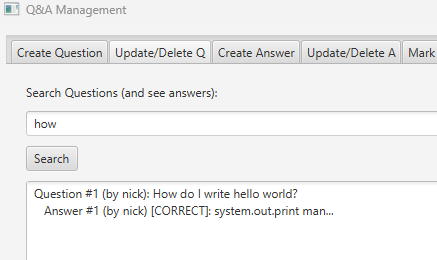 Q&A Management
Create Question Update/Delete Q Create Answer Update/Delete A Mark
Search Questions (and see answers):
how
Search
Question #1 (by nick): How do I write hello world?
Answer #1 (by nick) [CORRECT]: system.out.print man...